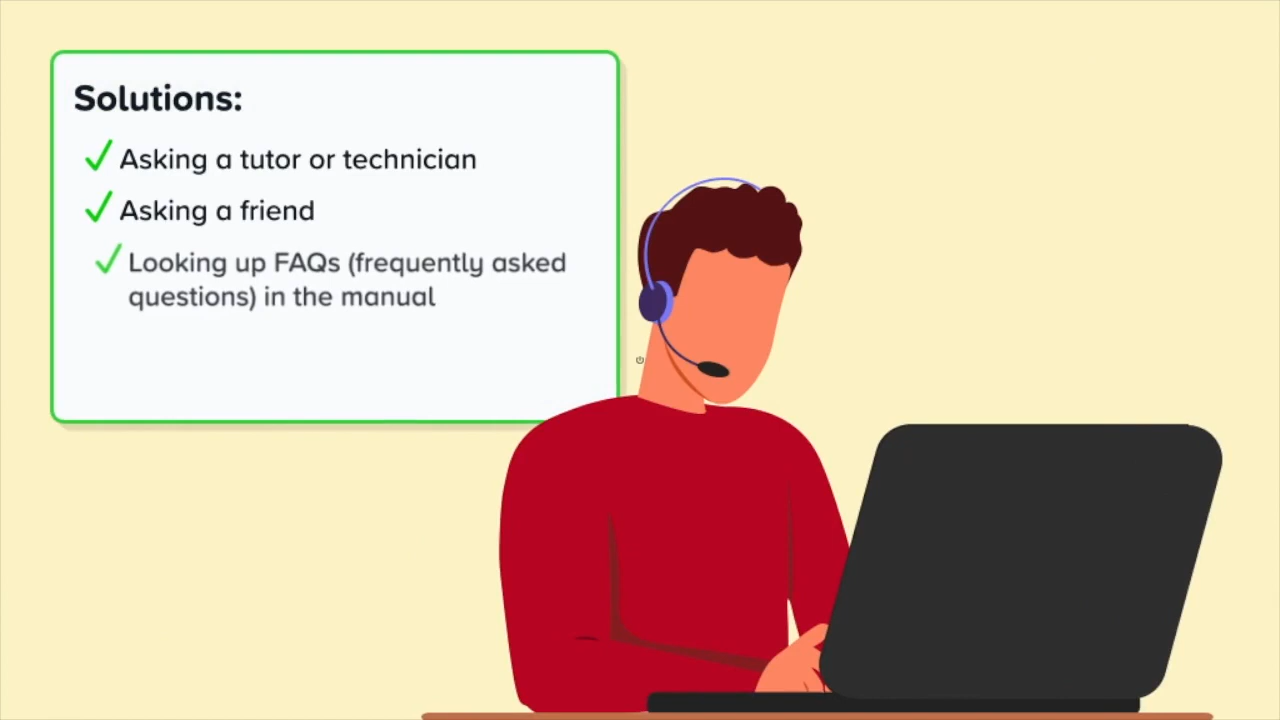 Solutions:
Asking a tutor or technician
Asking a friend
Looking up FAQs (frequently asked
questions) in the manual